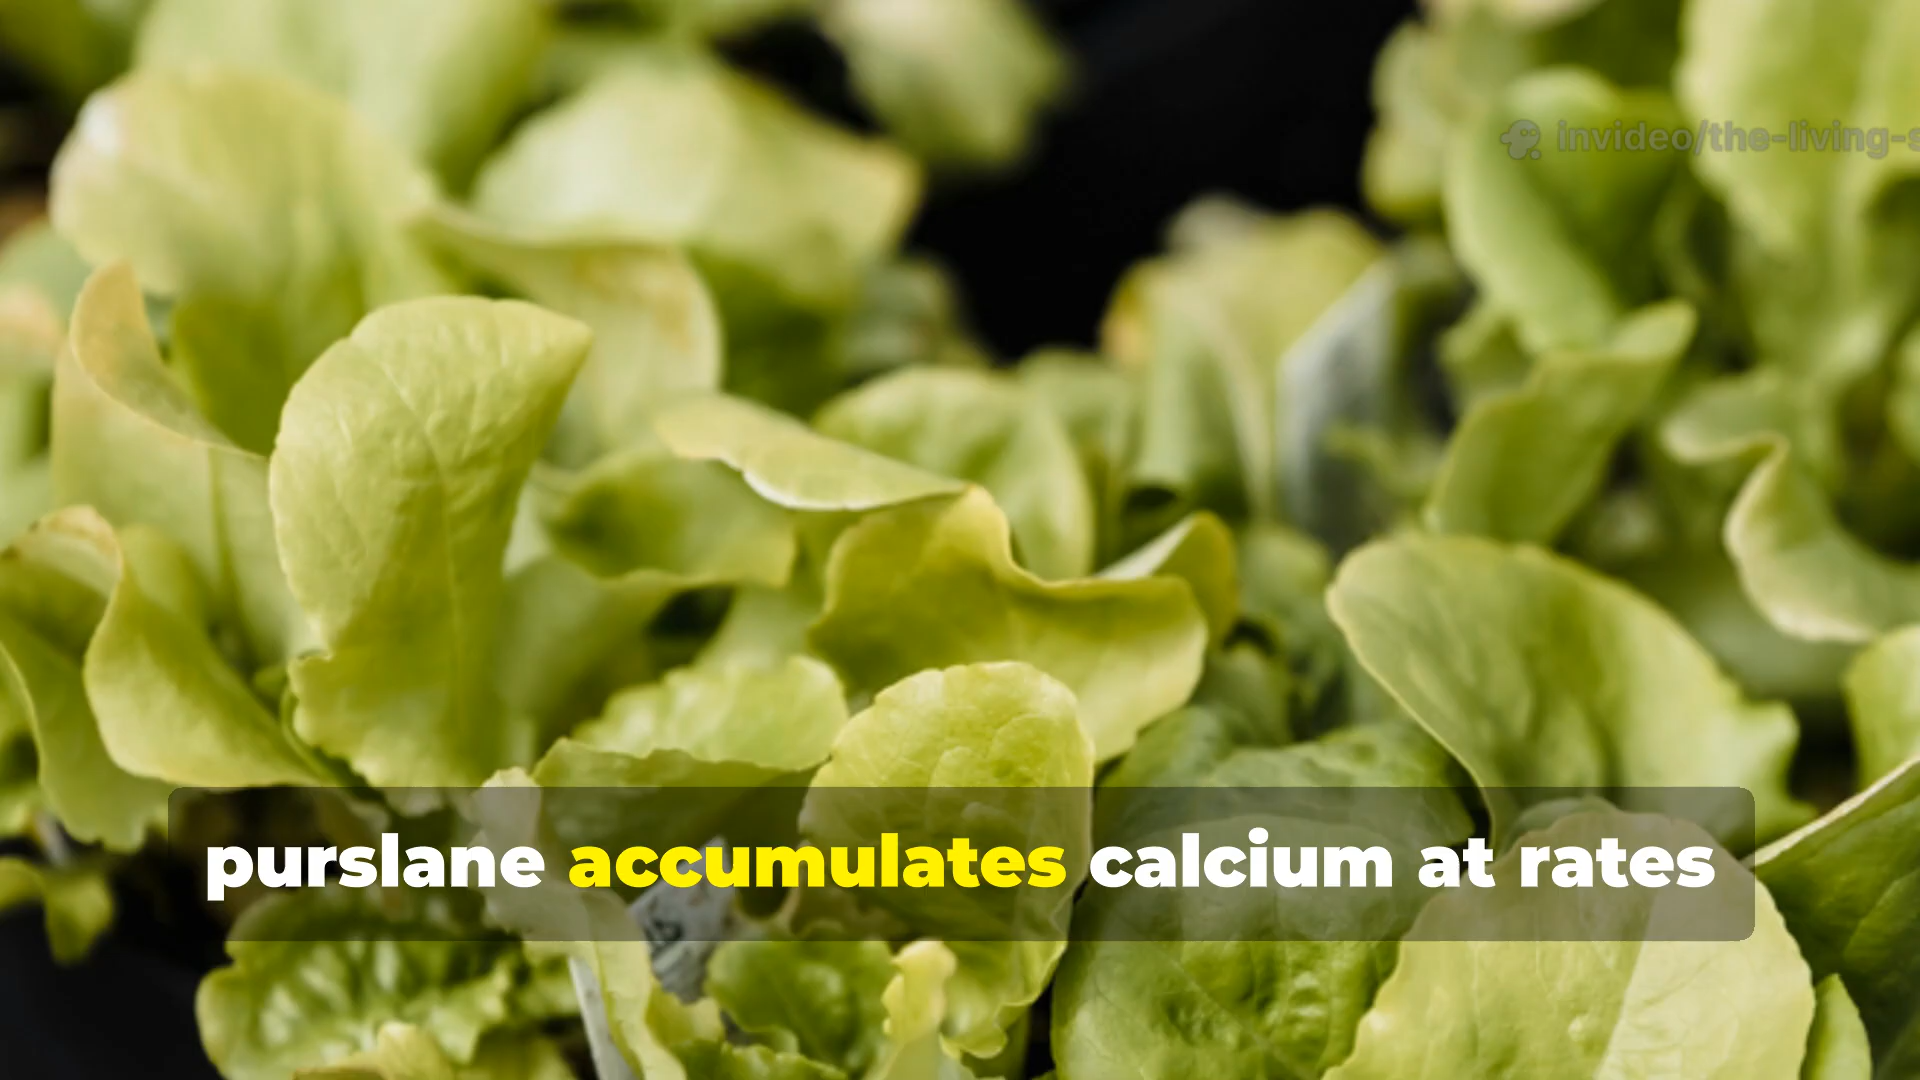 invideo/the-living-s
purslane accumulates calcium at rates